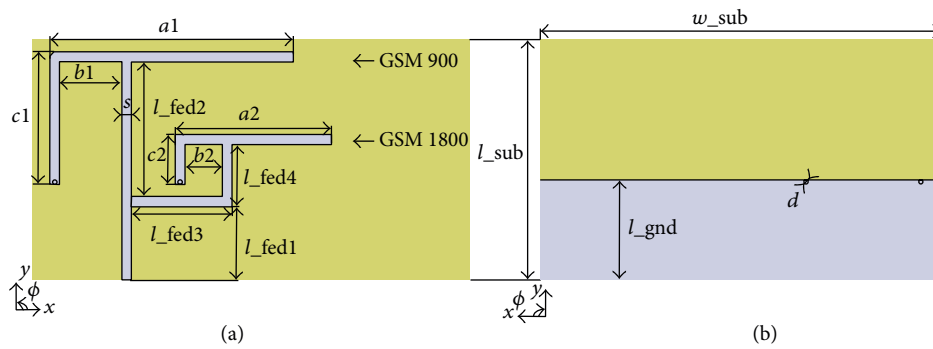 a1
w_sub
b1
GSM 900
c1
s
l_fed2
a2
GSM 1800
c2
b2
l_sub
l_fed4
d
l_fed3
l_fed1
l_gnd
y
ϕ
x
y
ϕ
x
(a)
(b)